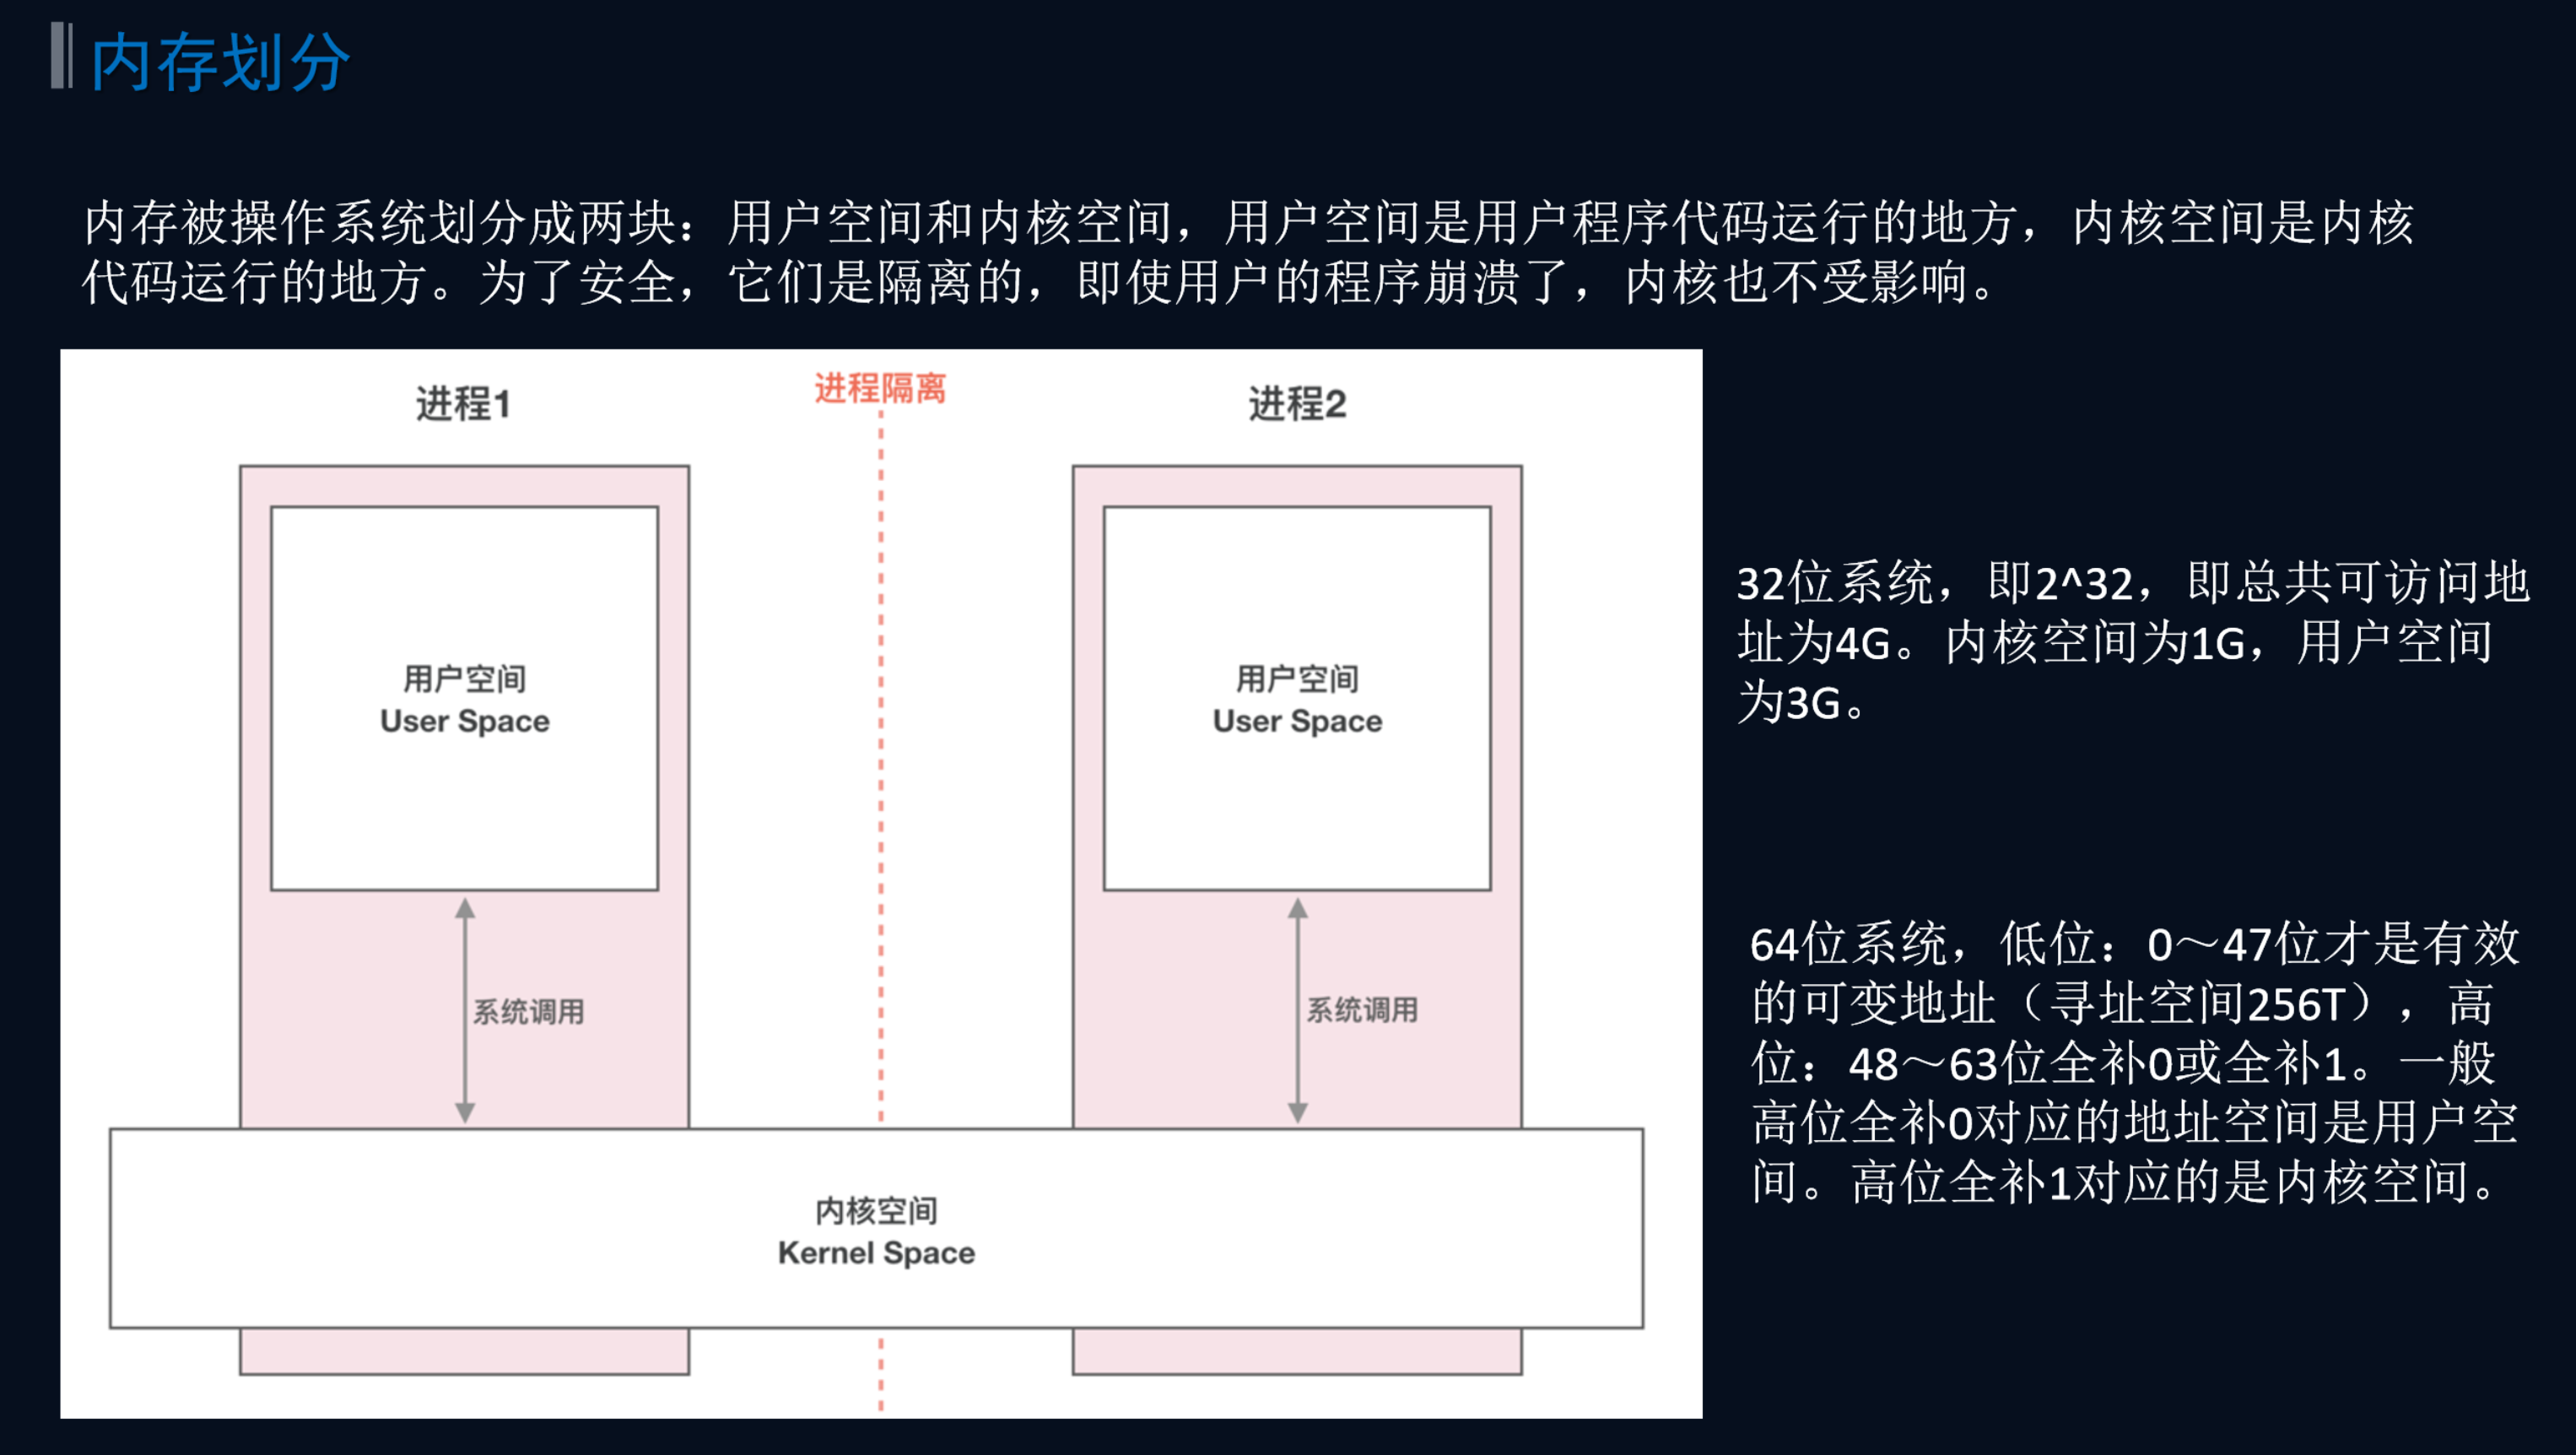 内存划分
内存被操作系统划分成两块：用户空间和内核空间，用户空间是用户程序代码运行的地方，内核空间是内核
代码运行的地方。为了安全，它们是隔离的，即使用户的程序崩溃了，内核也不受影响。
进程1
进程隔离
进程2
用户空间
User Space
用户空间
User Space
系统调用
系统调用
内核空间
Kernel Space
32位系统，即2^32，即总共可访问地
址为4G。内核空间为1G，用户空间
为3G。
64位系统，低位：0～47位才是有效
的可变地址（寻址空间256T），高
位：48～63位全补0或全补1。一般
高位全补0对应的地址空间是用户空
间。高位全补1对应的是内核空间。